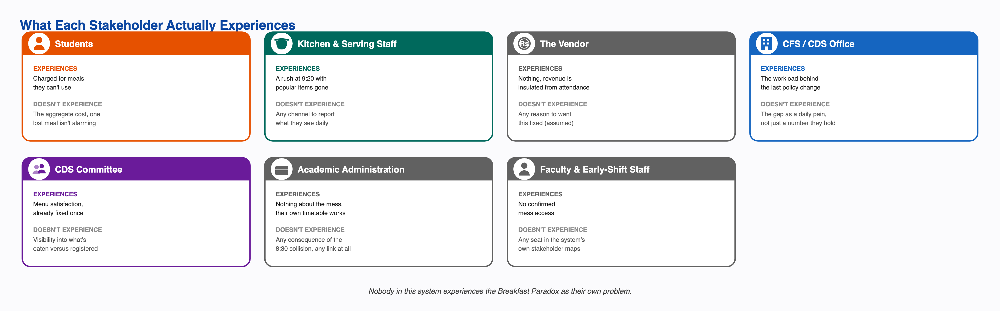 What Each Stakeholder Actually Experiences
Students
EXPERIENCES
Charged for meals
they can't use
DOESN'T EXPERIENCE
The aggregate cost, one
lost meal isn't alarming
Kitchen & Serving Staff
EXPERIENCES
A rush at 9:20 with
popular items gone
DOESN'T EXPERIENCE
Any channel to report
what they see daily
Rs
The Vendor
EXPERIENCES
Nothing, revenue is
insulated from attendance
DOESN'T EXPERIENCE
Any reason to want
this fixed (assumed)
CFS / CDS Office
EXPERIENCES
The workload behind
the last policy change
DOESN'T EXPERIENCE
The gap as a daily pain,
not just a number they hold
CDS Committee
EXPERIENCES
Menu satisfaction,
already fixed once
DOESN'T EXPERIENCE
Visibility into what's
eaten versus registered
Academic Administration
EXPERIENCES
Nothing about the mess,
their own timetable works
DOESN'T EXPERIENCE
Any consequence of the
8:30 collision, any link at all
Faculty & Early-Shift Staff
EXPERIENCES
No confirmed
mess access
DOESN'T EXPERIENCE
Any seat in the system's
own stakeholder maps
Nobody in this system experiences the Breakfast Paradox as their own problem.